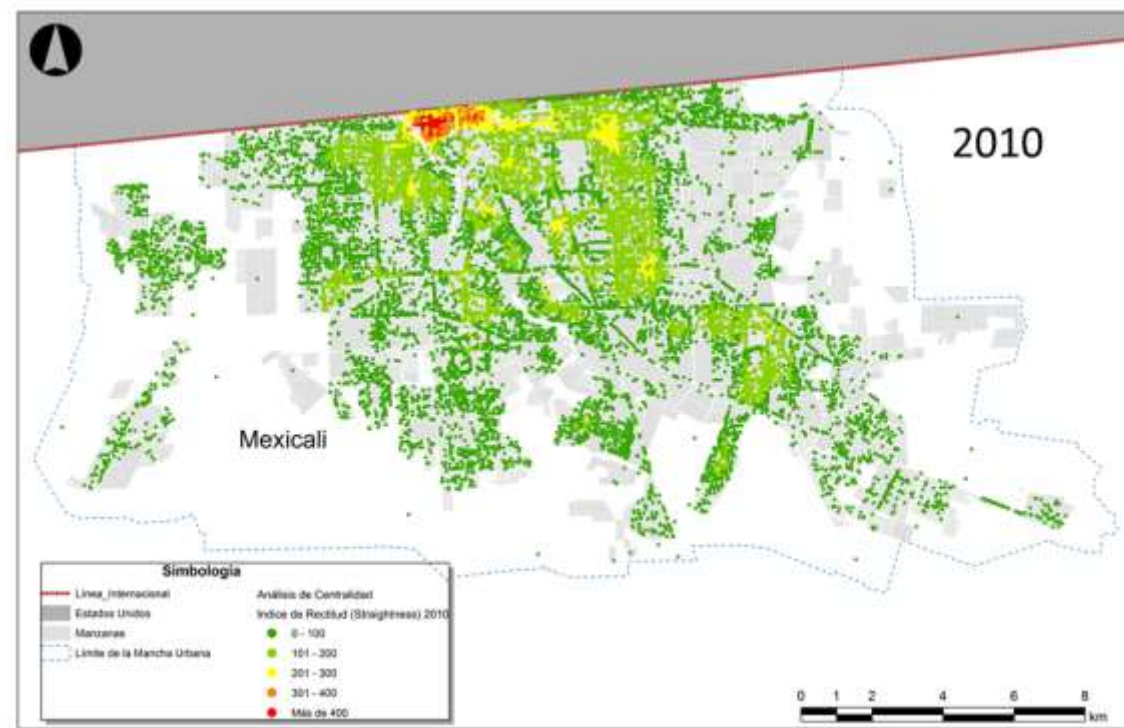 2010
Mexicali
Simbología
Línea_Internacional
Estados Unidos
Manzanas
Límite de la Mancha Urbana
Análisis de Centralidad
Indice de Rectitud (Straightness) 2010
0 - 100
101 - 200
201 - 300
301 - 400
Más de 400
0 1 2 4 6 8
km